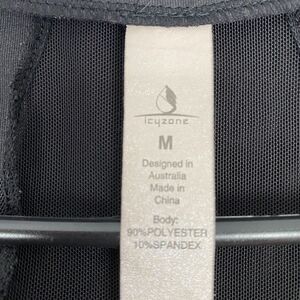 icyzone
M
Designed in
Australia
Made in
China
Body:
90%POLYESTER
10%SPANDEX